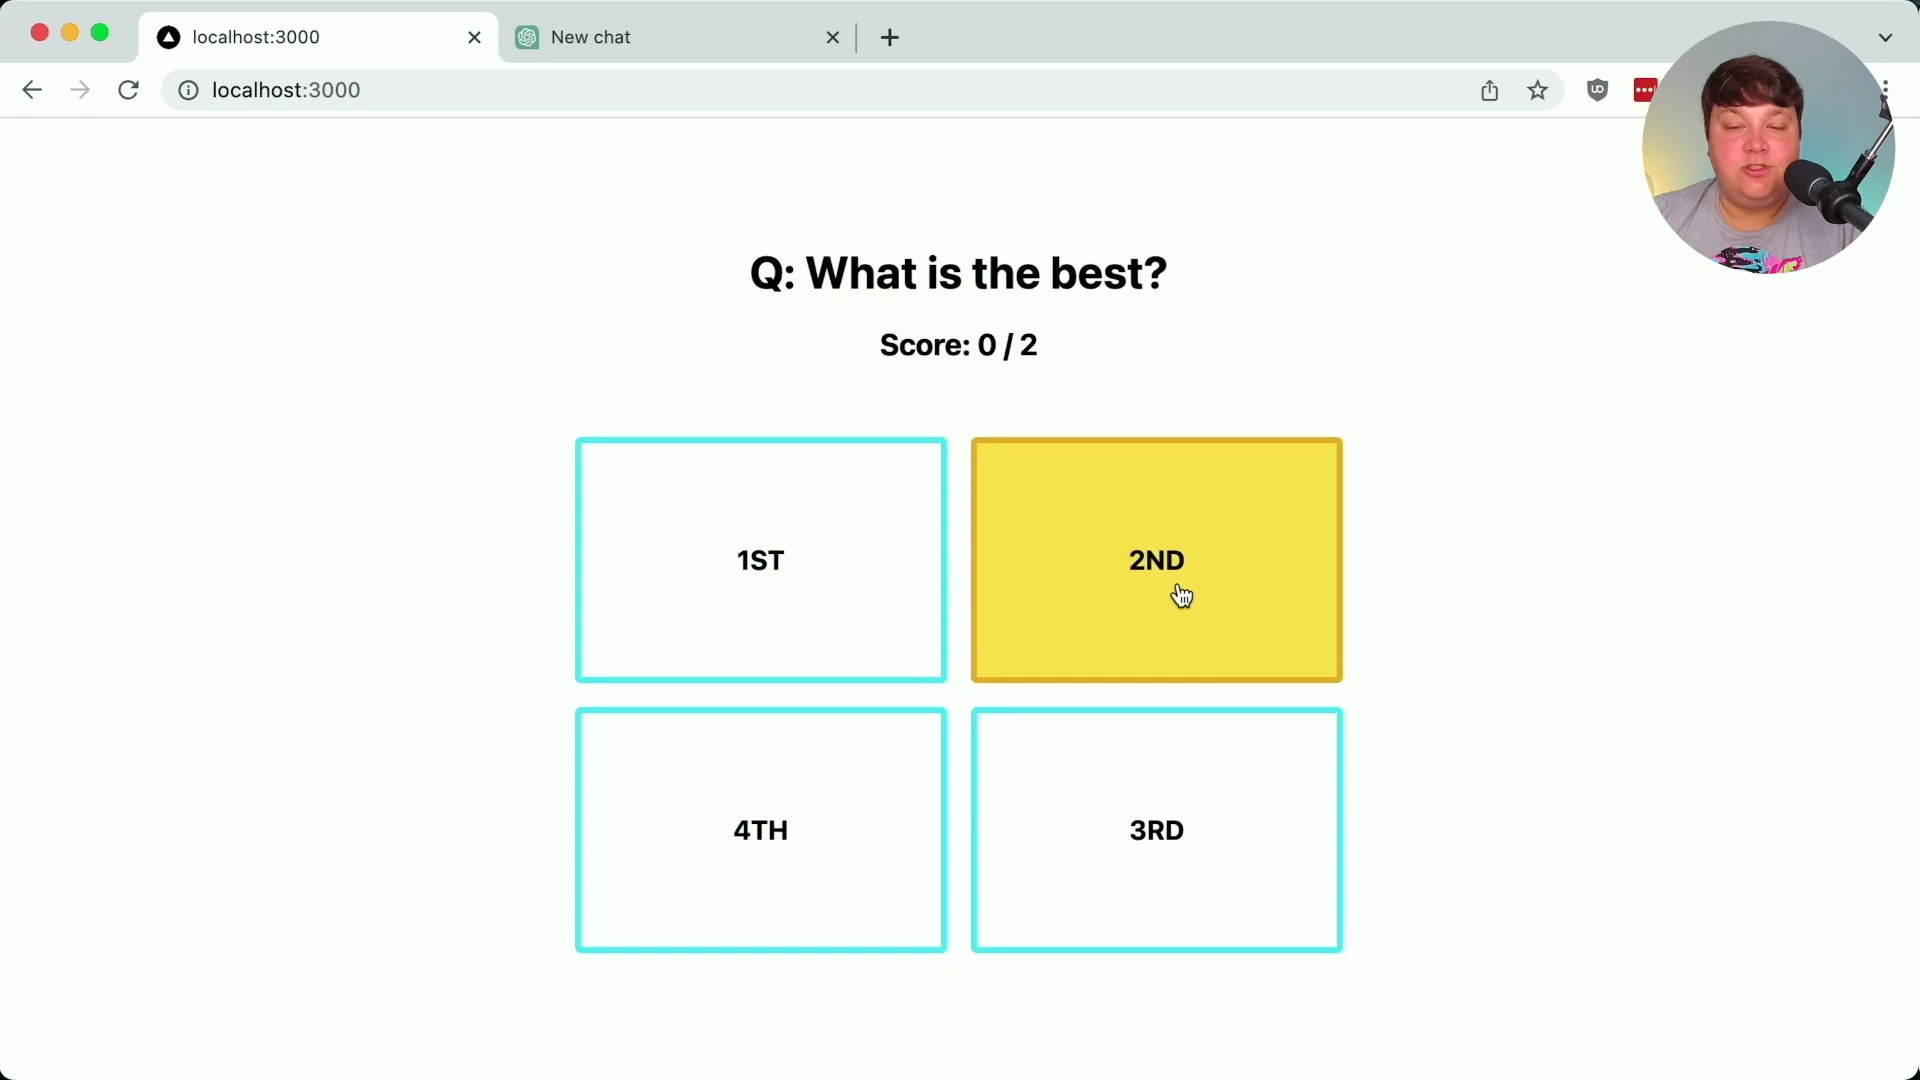 localhost:3000
New chat
localhost:3000
Q: What is the best?
Score: 0 / 2
1ST
2ND
4TH
3RD